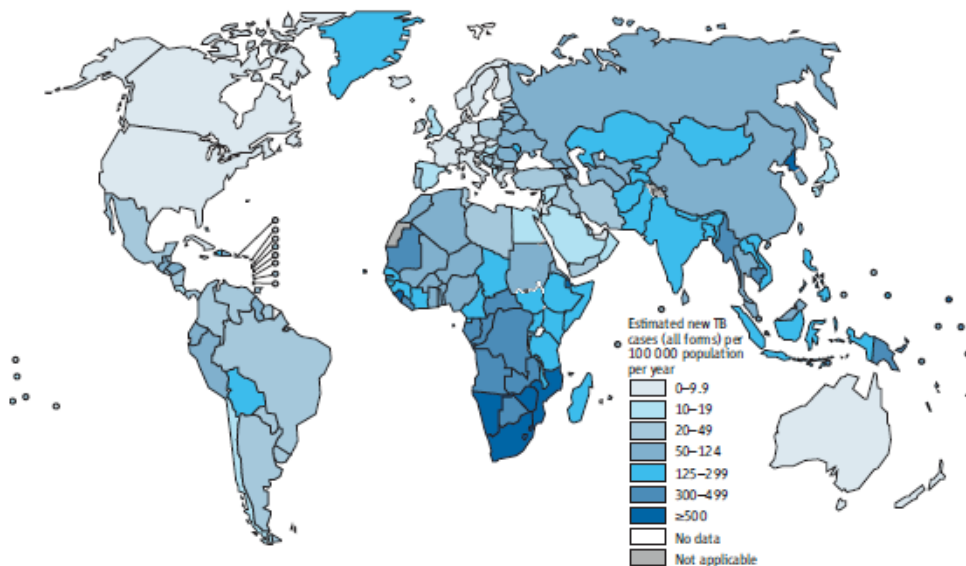 Estimated new TB
cases (all forms) per
100 000 population
per year
0–9.9
10–19
20–49
50–124
125–299
300–499
≥500
No data
Not applicable